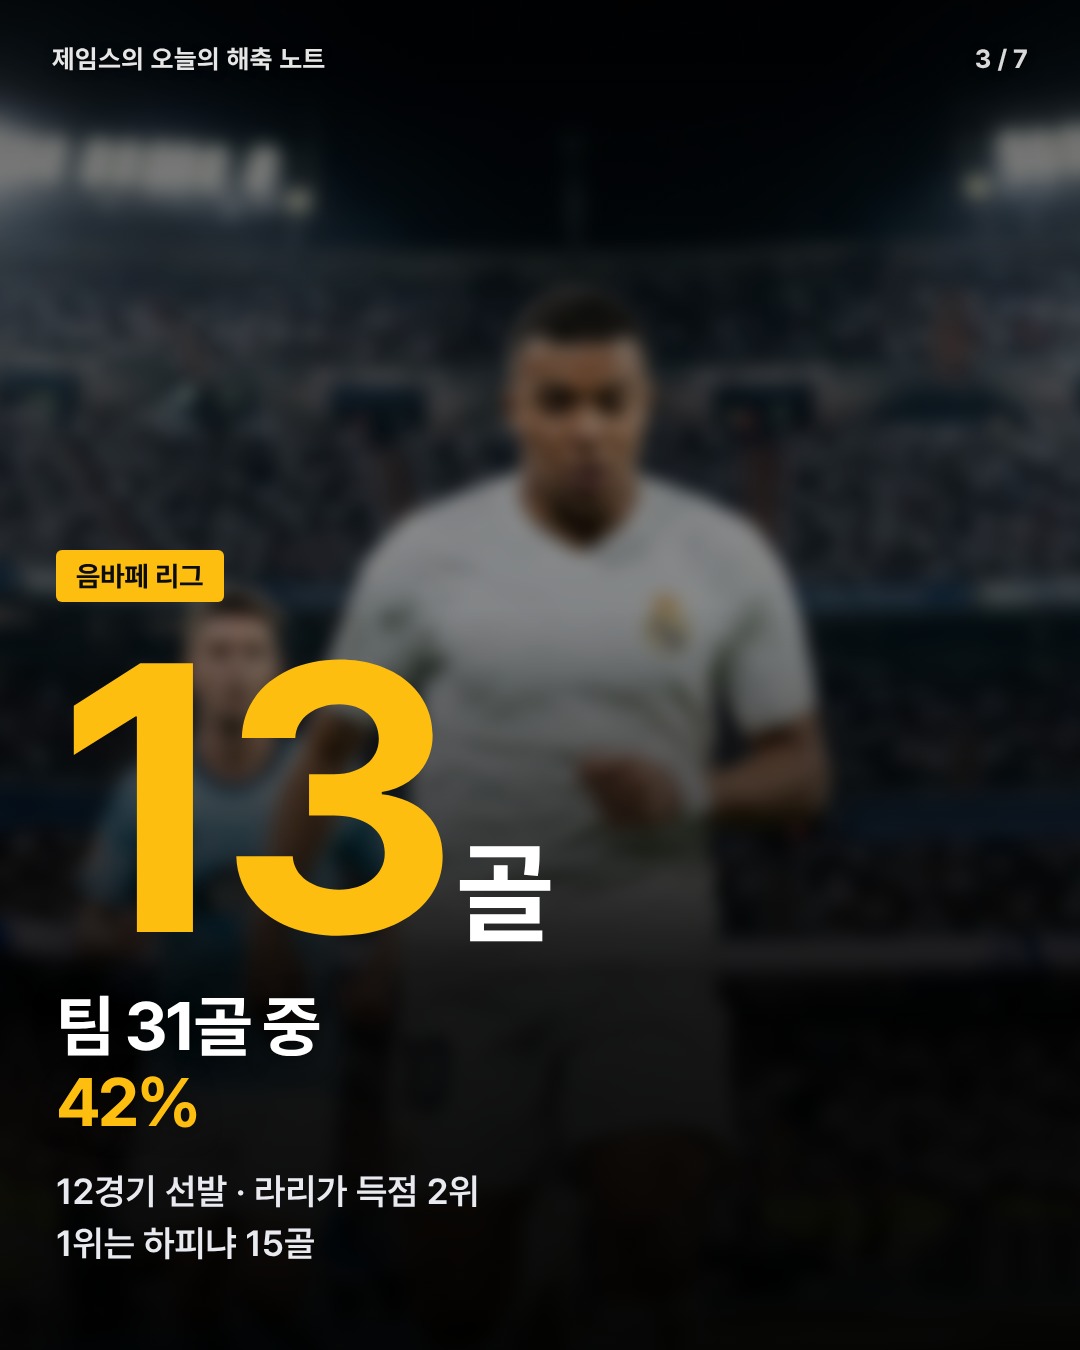 제임스의 오늘의 해축 노트
3 / 7
음바페 리그
13골
팀 31골 중
42%
12경기 선발 · 라리가 득점 2위
1위는 하피냐 15골